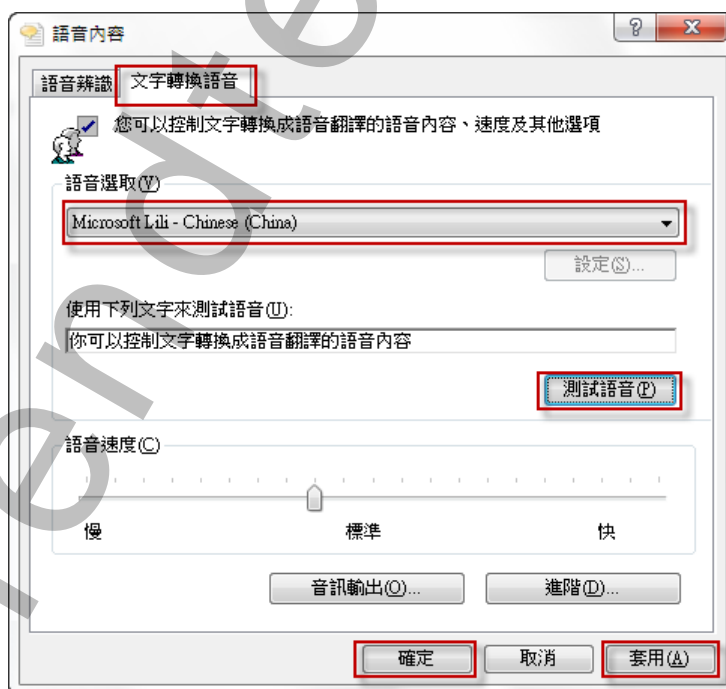 語音內容
語音辨識 文字轉換語音
您可以控制文字轉換成語音翻譯的語音內容、速度及其他選項
語音選取(V)
Microsoft Lili - Chinese (China)
設定(S)...
使用下列文字來測試語音(U):
你可以控制文字轉換成語音翻譯的語音內容
測試語音(P)
語音速度(C)
慢 標準 快
音訊輸出(O)... 進階(D)...
確定 取消 套用(A)